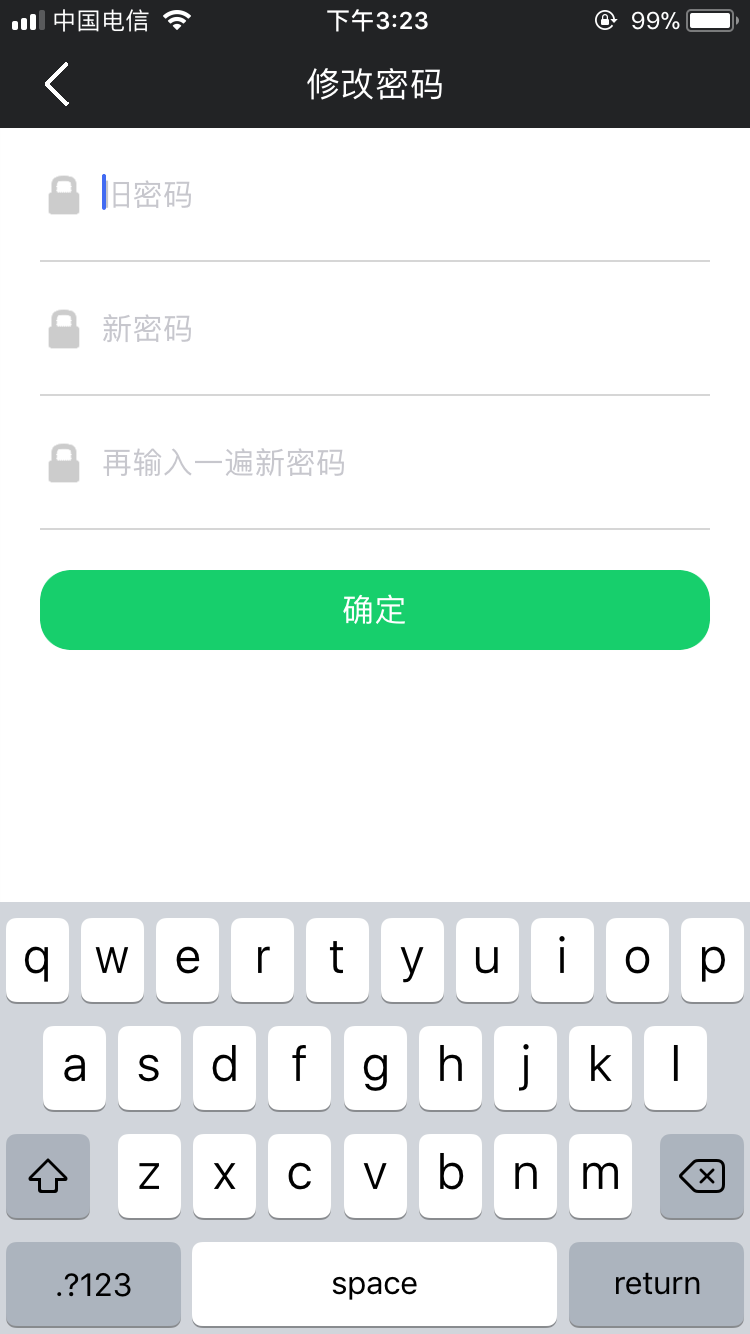 中国电信 下午3:23 99%
修改密码
旧密码
新密码
再输入一遍新密码
确定
q w e r t y u i o p
a s d f g h j k l
z x c v b n m
.?123 space return